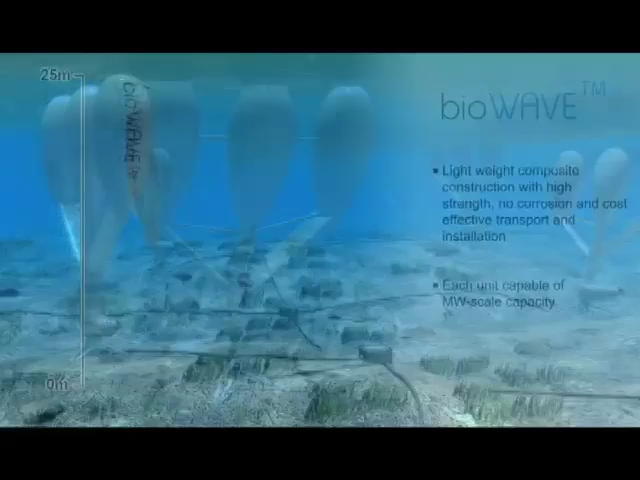 25m
bioWAVE
bioWAVE™
▪ Light weight composite
construction with high
strength, no corrosion and cost
effective transport and
installation
▪ Each unit capable of
MW-scale capacity
0m